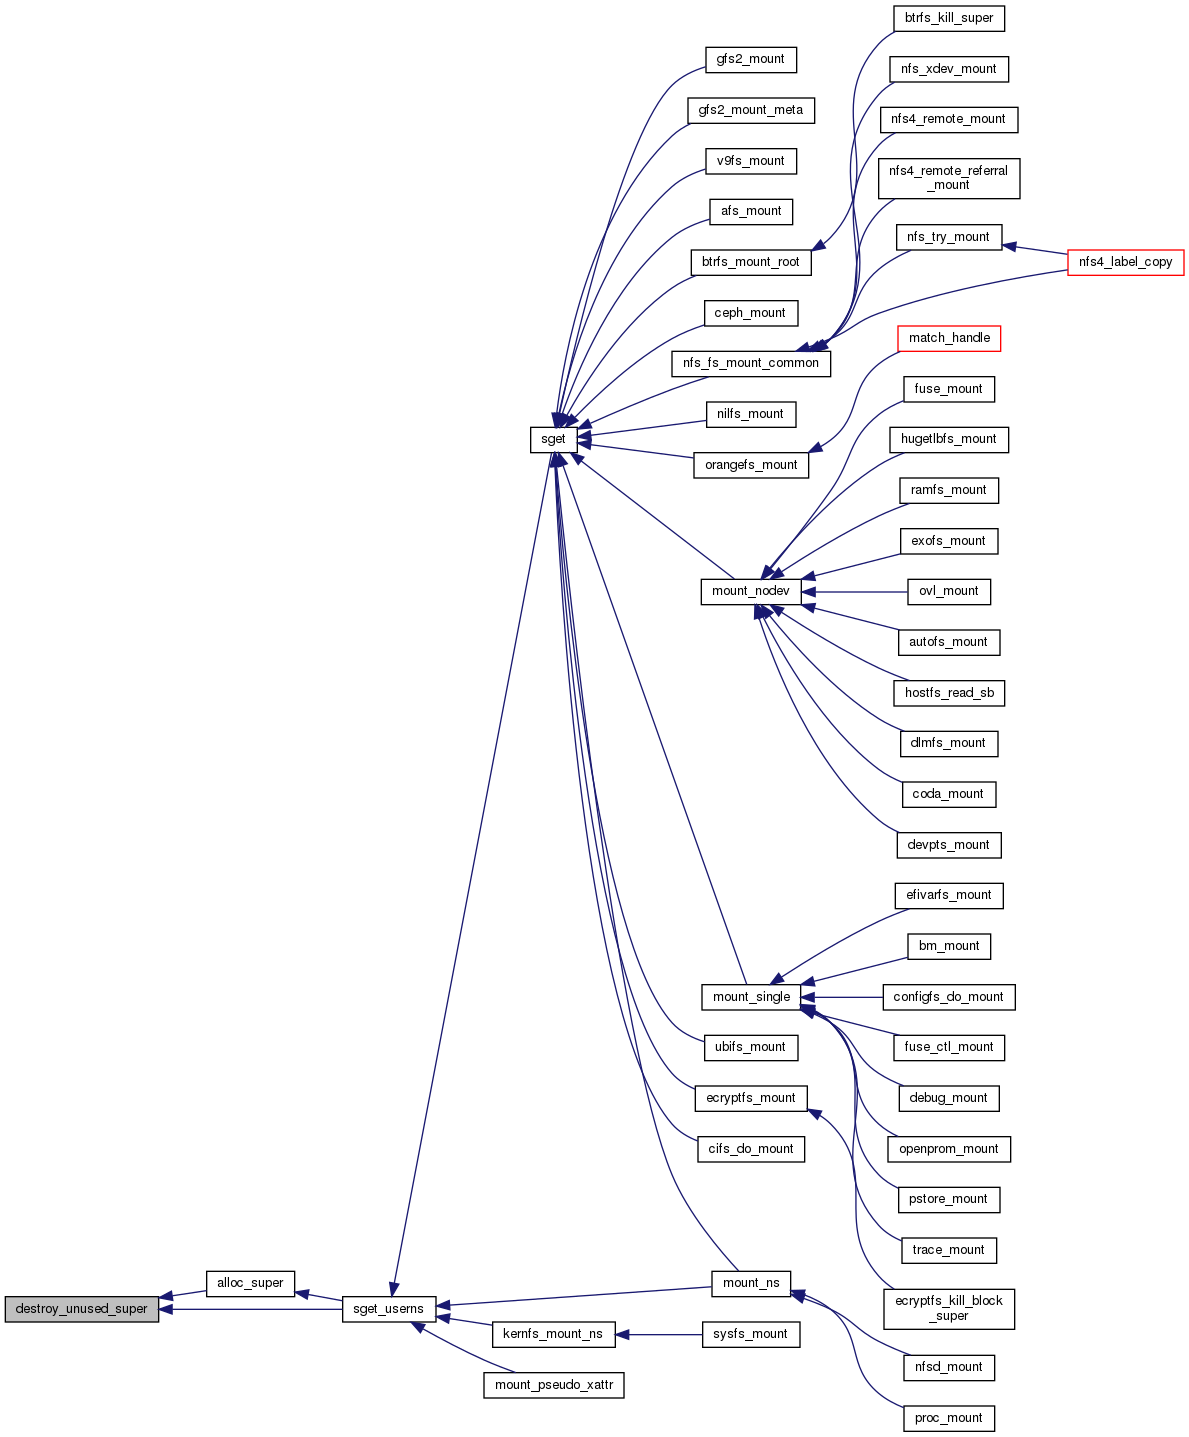 btrfs_kill_super
gfs2_mount
nfs_xdev_mount
gfs2_mount_meta
nfs4_remote_mount
v9fs_mount
nfs4_remote_referral
_mount
afs_mount
nfs_try_mount
btrfs_mount_root
nfs4_label_copy
ceph_mount
match_handle
nfs_fs_mount_common
fuse_mount
nilfs_mount
sget
hugetlbfs_mount
orangefs_mount
ramfs_mount
exofs_mount
mount_nodev
ovl_mount
autofs_mount
hostfs_read_sb
dlmfs_mount
coda_mount
devpts_mount
efivarfs_mount
bm_mount
mount_single
configfs_do_mount
ubifs_mount
fuse_ctl_mount
ecryptfs_mount
debug_mount
cifs_do_mount
openprom_mount
pstore_mount
trace_mount
alloc_super
mount_ns
destroy_unused_super
sget_userns
ecryptfs_kill_block
_super
kernfs_mount_ns
sysfs_mount
nfsd_mount
mount_pseudo_xattr
proc_mount